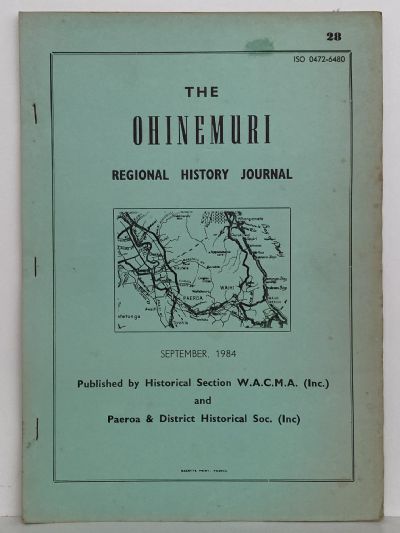 28
ISO 0472-6480
THE
OHINEMURI
REGIONAL HISTORY JOURNAL
PAEROA
WAIHI
SEPTEMBER, 1984
Published by Historical Section W.A.C.M.A. (Inc.)
and
Paeroa & District Historical Soc. (Inc)